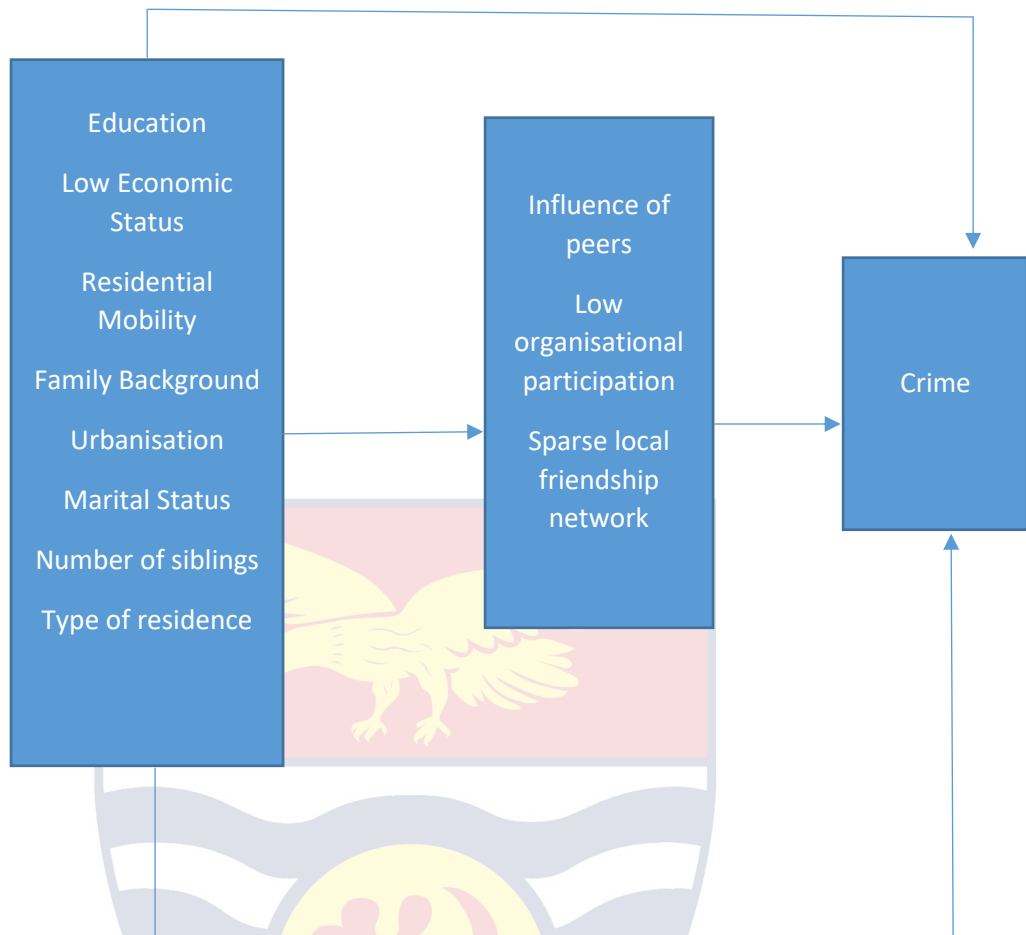 Education
Low Economic
Status
Residential
Mobility
Family Background
Urbanisation
Marital Status
Number of siblings
Type of residence
Influence of
peers
Low
organisational
participation
Sparse local
friendship
network
Crime